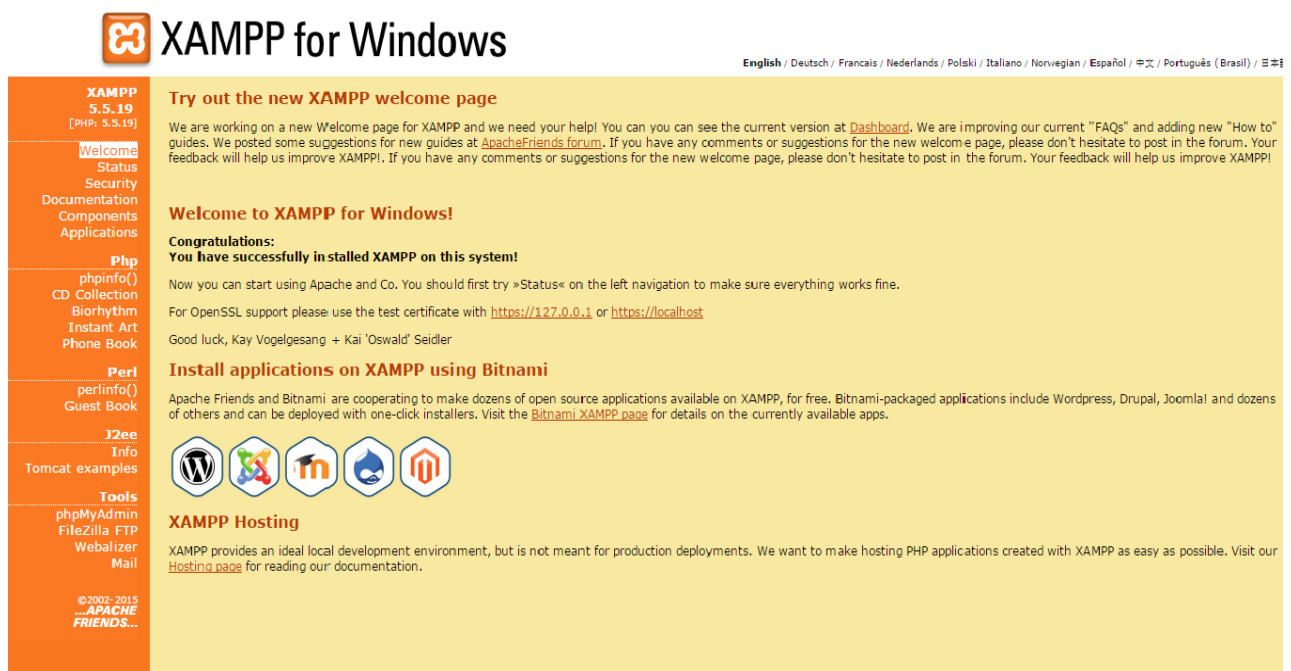 XAMPP for Windows
English / Deutsch / Francais / Nederlands / Polski / Italiano / Norwegian / Español / 中文 / Português (Brasil) / 日本
XAMPP
5.5.19
[PHP: 5.5.19]
Welcome
Status
Security
Documentation
Components
Applications
Php
phpinfo()
CD Collection
Biorhythm
Instant Art
Phone Book
Perl
perlinfo()
Guest Book
J2ee
Info
Tomcat examples
Tools
phpMyAdmin
FileZilla FTP
Webalizer
Mail
©2002-2015
...APACHE
FRIENDS...
Try out the new XAMPP welcome page
We are working on a new Welcome page for XAMPP and we need your help! You can you can see the current version at Dashboard. We are improving our current "FAQs" and adding new "How to"
guides. We posted some suggestions for new guides at ApacheFriends forum. If you have any comments or suggestions for the new welcome page, please don't hesitate to post in the forum. Your
feedback will help us improve XAMPP!. If you have any comments or suggestions for the new welcome page, please don't hesitate to post in the forum. Your feedback will help us improve XAMPP!
Welcome to XAMPP for Windows!
Congratulations:
You have successfully installed XAMPP on this system!
Now you can start using Apache and Co. You should first try »Status« on the left navigation to make sure everything works fine.
For OpenSSL support please use the test certificate with https://127.0.0.1 or https://localhost
Good luck, Kay Vogelgesang + Kai 'Oswald' Seidler
Install applications on XAMPP using Bitnami
Apache Friends and Bitnami are cooperating to make dozens of open source applications available on XAMPP, for free. Bitnami-packaged applications include Wordpress, Drupal, Joomla! and dozens
of others and can be deployed with one-click installers. Visit the Bitnami XAMPP page for details on the currently available apps.
XAMPP Hosting
XAMPP provides an ideal local development environment, but is not meant for production deployments. We want to make hosting PHP applications created with XAMPP as easy as possible. Visit our
Hosting page for reading our documentation.